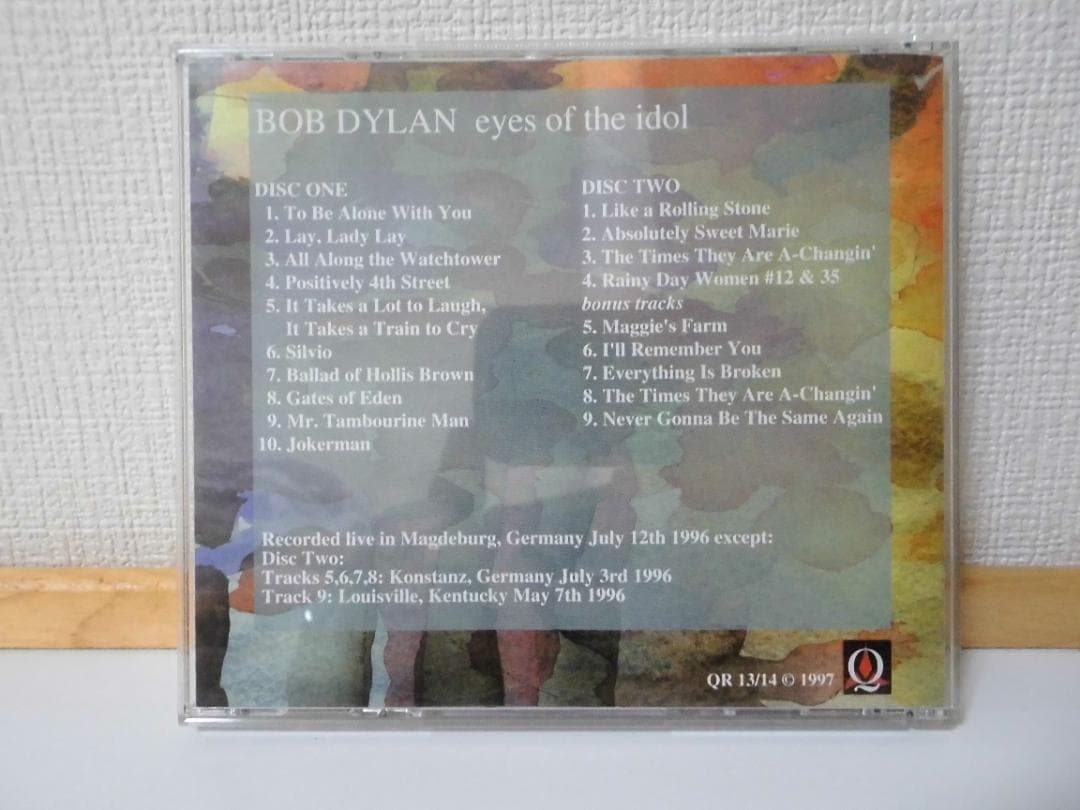 BOB DYLAN eyes of the idol
DISC ONE
1. To Be Alone With You
2. Lay, Lady Lay
3. All Along the Watchtower
4. Positively 4th Street
5. It Takes a Lot to Laugh,
It Takes a Train to Cry
6. Silvio
7. Ballad of Hollis Brown
8. Gates of Eden
9. Mr. Tambourine Man
10. Jokerman
DISC TWO
1. Like a Rolling Stone
2. Absolutely Sweet Marie
3. The Times They Are A-Changin'
4. Rainy Day Women #12 & 35
bonus tracks
5. Maggie's Farm
6. I'll Remember You
7. Everything Is Broken
8. The Times They Are A-Changin'
9. Never Gonna Be The Same Again
Recorded live in Magdeburg, Germany July 12th 1996 except:
Disc Two:
Tracks 5,6,7,8: Konstanz, Germany July 3rd 1996
Track 9: Louisville, Kentucky May 7th 1996
QR 13/14 © 1997
Q